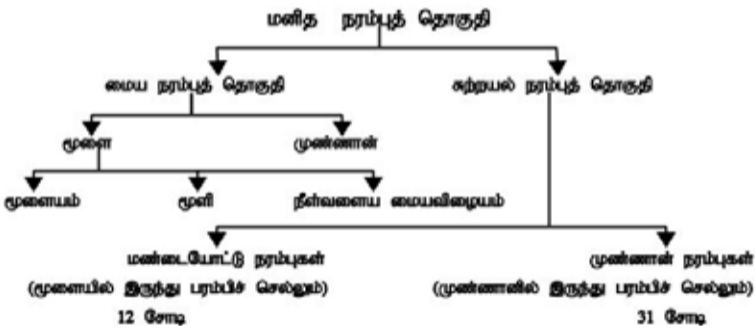 மனித நரம்புத் தொகுதி
மைய நரம்புத் தொகுதி சுற்றயல் நரம்புத் தொகுதி
மூளை முண்ணான்
மூளையம் மூளி நீள்வளைய மையவிழையம்
மண்டையோட்டு நரம்புகள் முண்ணான் நரம்புகள்
(மூளையில் இருந்து பரம்பிச் செல்லும்) (முண்ணானில் இருந்து பரம்பிச் செல்லும்)
12 சோடி 31 சோடி